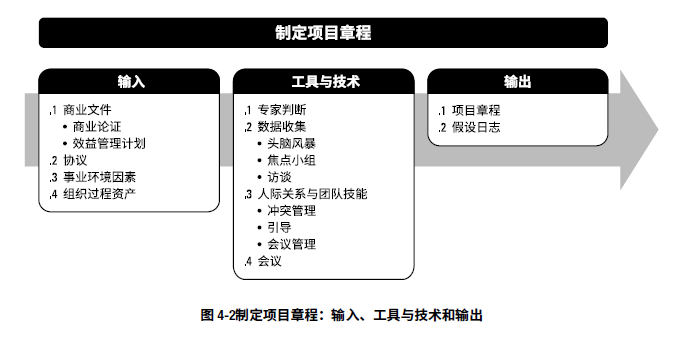 制定项目章程
输入
.1 商业文件
• 商业论证
• 效益管理计划
.2 协议
.3 事业环境因素
.4 组织过程资产
工具与技术
.1 专家判断
.2 数据收集
• 头脑风暴
• 焦点小组
• 访谈
.3 人际关系与团队技能
• 冲突管理
• 引导
• 会议管理
.4 会议
输出
.1 项目章程
.2 假设日志
图 4-2制定项目章程：输入、工具与技术和输出